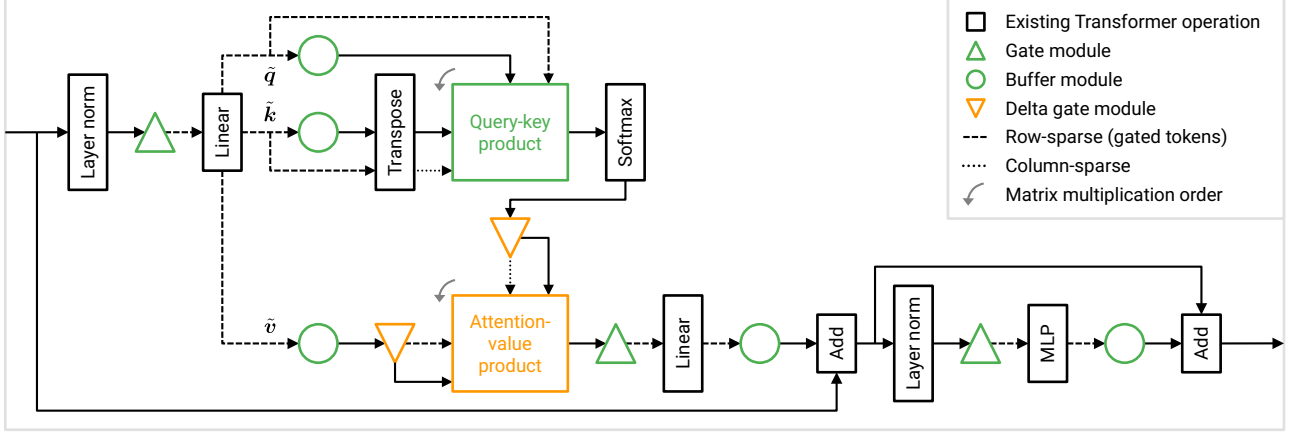 Existing Transformer operation
Gate module
Buffer module
Delta gate module
Row-sparse (gated tokens)
Column-sparse
Matrix multiplication order
Layer norm
Linear
q̃
k̃
Transpose
Query-key
product
Softmax
ṽ
Attention-
value
product
Linear
Add
Layer norm
MLP
Add